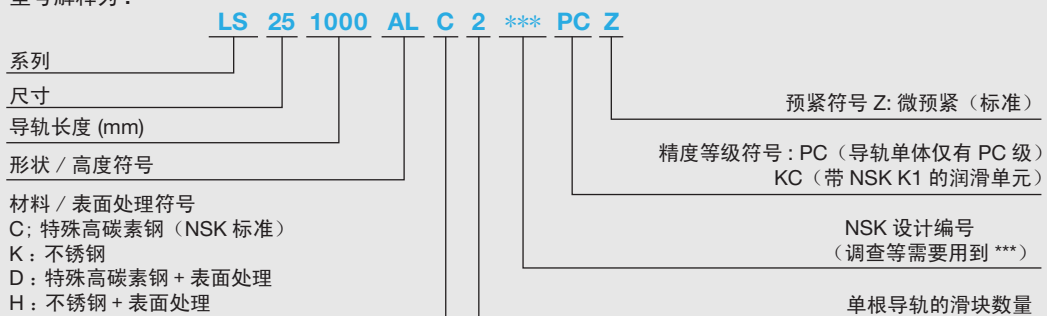 LS 25 1000 AL C 2 *** PC Z
系列
尺寸
导轨长度 (mm)
形状 / 高度符号
材料 / 表面处理符号
C; 特殊高碳素钢（NSK 标准）
K : 不锈钢
D : 特殊高碳素钢 + 表面处理
H : 不锈钢 + 表面处理
预紧符号 Z: 微预紧（标准）
精度等级符号 : PC（导轨单体仅有 PC 级）
KC（带 NSK K1 的润滑单元）
NSK 设计编号
（调查等需要用到 ***）
单根导轨的滑块数量